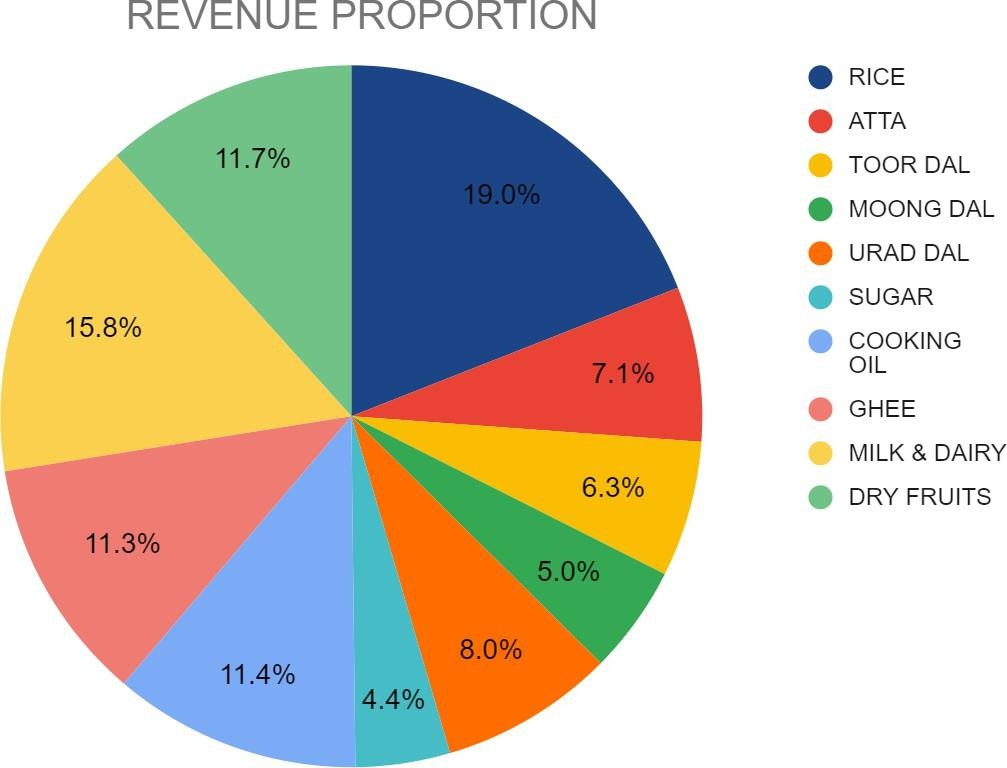 REVENUE PROPORTION
11.7%
19.0%
15.8%
7.1%
6.3%
11.3%
5.0%
8.0%
11.4%
4.4%
RICE
ATTA
TOOR DAL
MOONG DAL
URAD DAL
SUGAR
COOKING
OIL
GHEE
MILK & DAIRY
DRY FRUITS